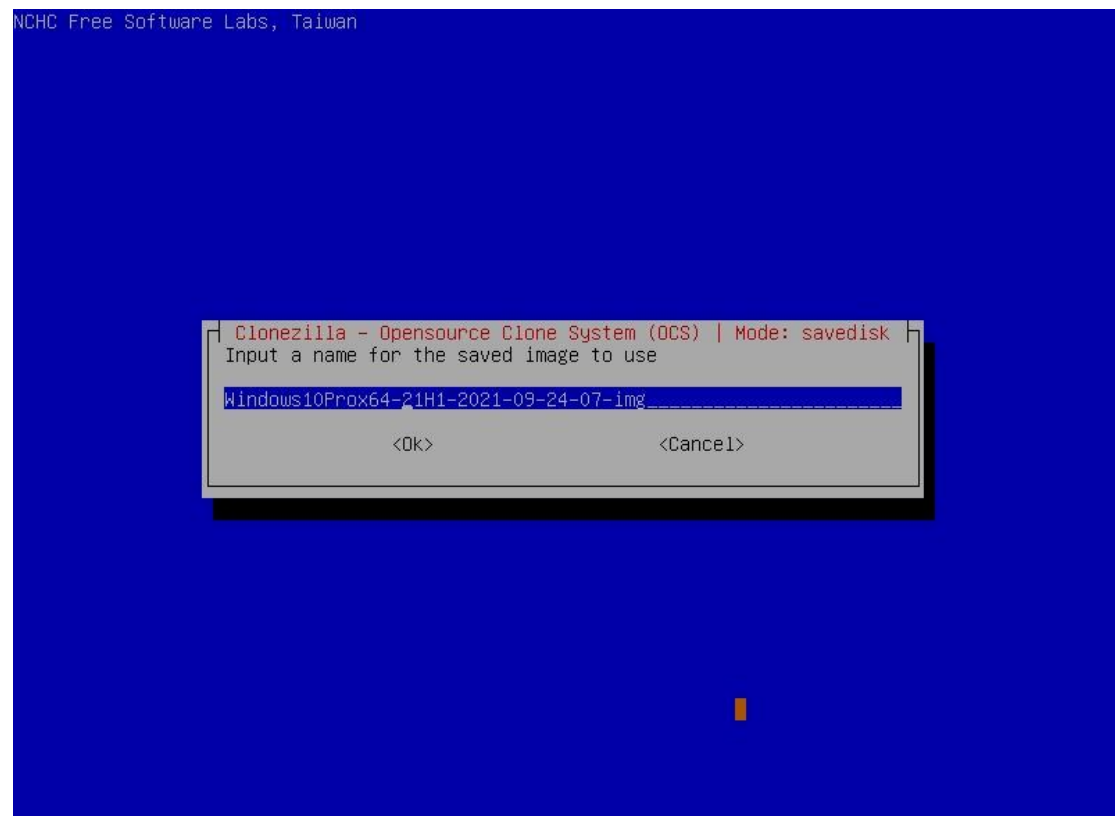 NCHC Free Software Labs, Taiwan
Clonezilla - Opensource Clone System (OCS) | Mode: savedisk
Input a name for the saved image to use
Windows10Prox64-21H1-2021-09-24-07-img_______________________
<Ok> <Cancel>